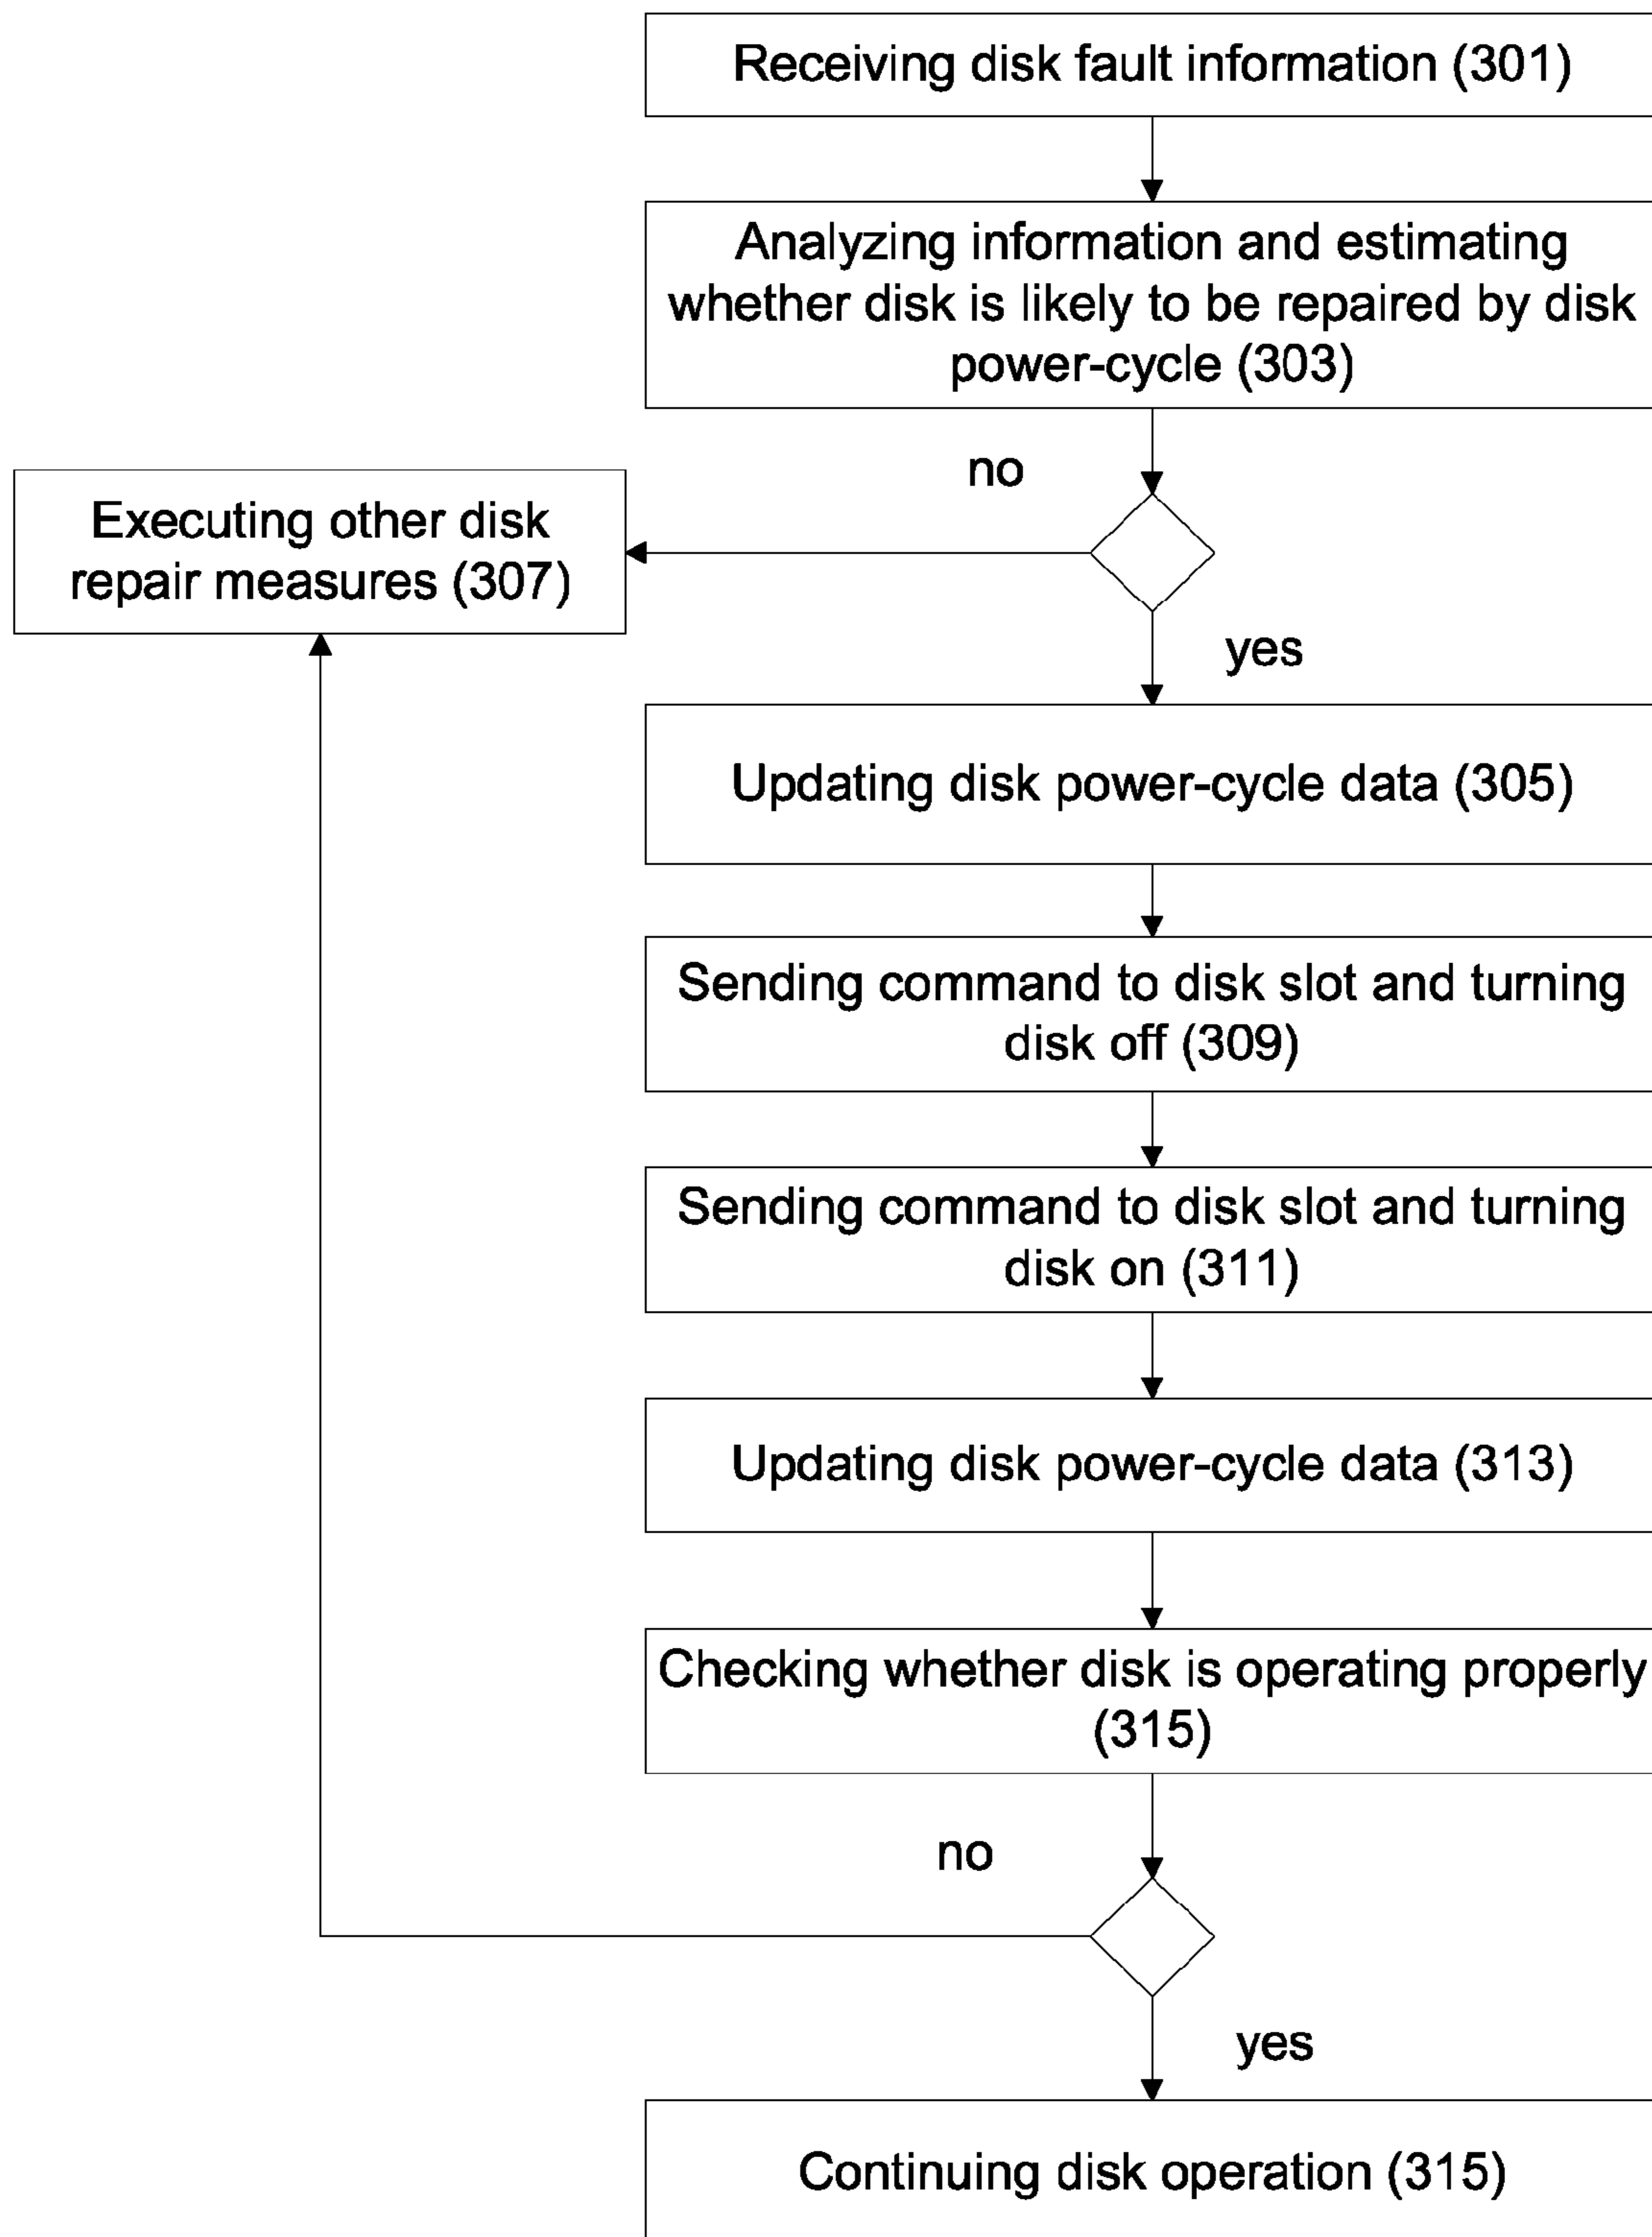 Receiving disk fault information (301)
Analyzing information and estimating
whether disk is likely to be repaired by disk
power-cycle (303)
no
Executing other disk
repair measures (307)
yes
Updating disk power-cycle data (305)
Sending command to disk slot and turning
disk off (309)
Sending command to disk slot and turning
disk on (311)
Updating disk power-cycle data (313)
Checking whether disk is operating properly
(315)
no
yes
Continuing disk operation (315)